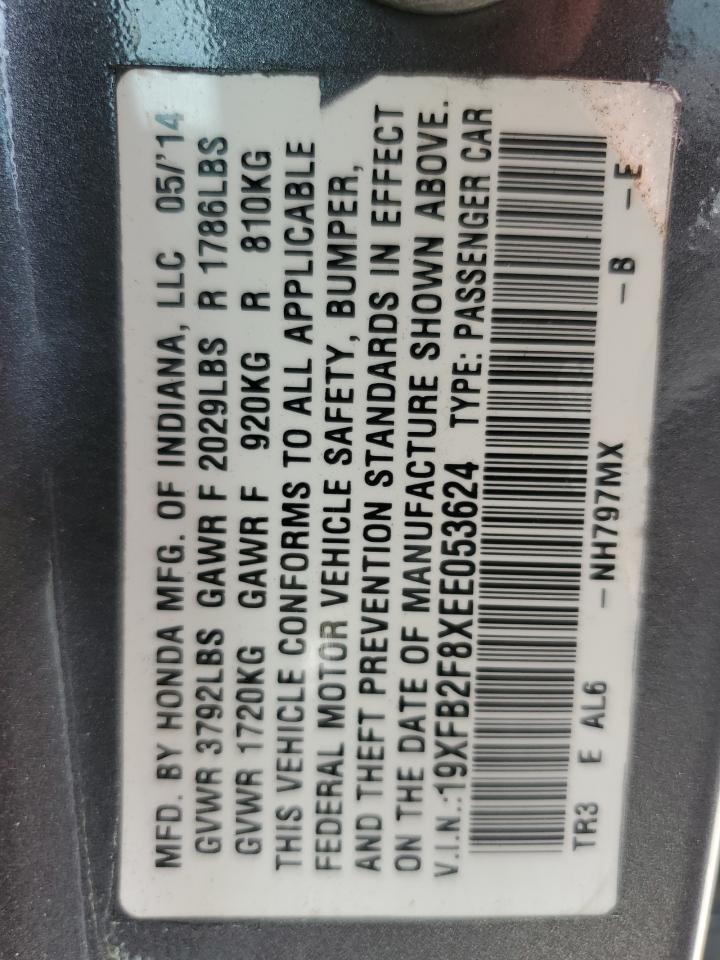 MFD. BY HONDA MFG. OF INDIANA, LLC 05/'14
GVWR 3792LBS GAWR F 2029LBS R 1786LBS
GVWR 1720KG GAWR F 920KG R 810KG
THIS VEHICLE CONFORMS TO ALL APPLICABLE
FEDERAL MOTOR VEHICLE SAFETY, BUMPER,
AND THEFT PREVENTION STANDARDS IN EFFECT
ON THE DATE OF MANUFACTURE SHOWN ABOVE.
V.I.N.:19XFB2F8XEE053624 TYPE: PASSENGER CAR
TR3 E AL6 –NH797MX –B –E